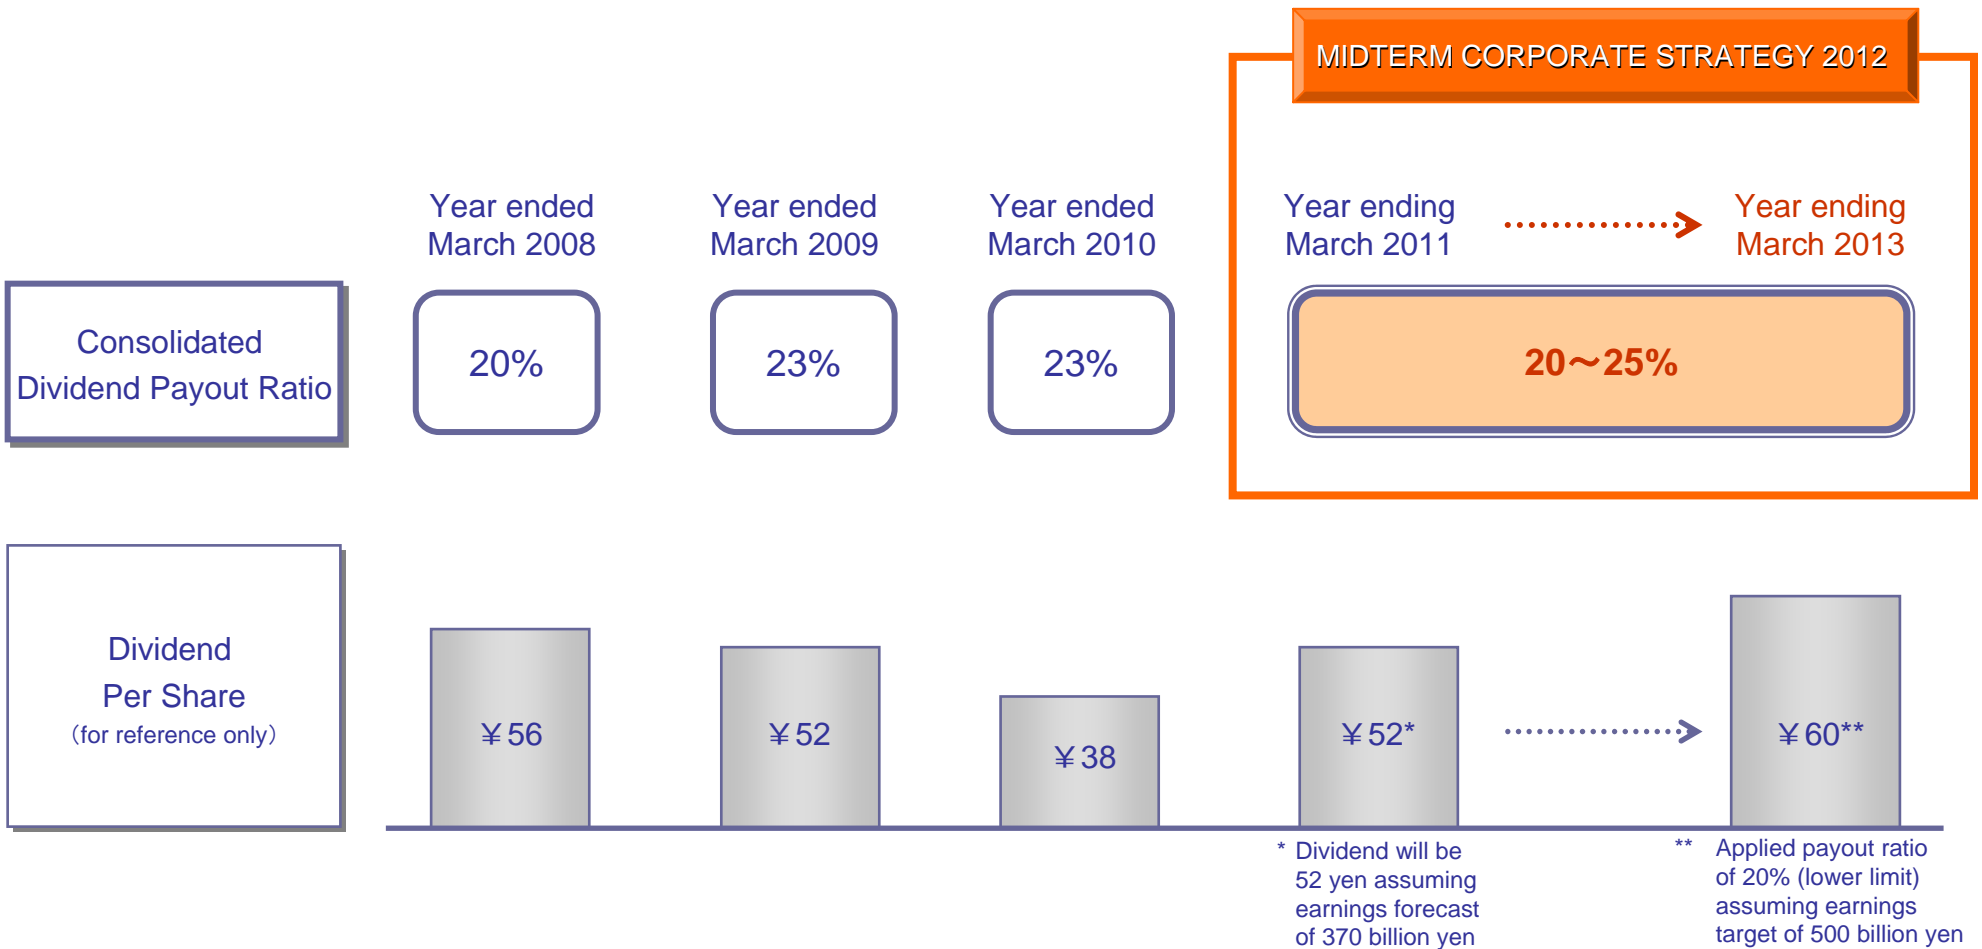 MIDTERM CORPORATE STRATEGY 2012
Year ended
March 2008
Year ended
March 2009
Year ended
March 2010
Year ending
March 2011
Year ending
March 2013
Consolidated
Dividend Payout Ratio
20%
23%
23%
20～25%
Dividend
Per Share
（for reference only）
￥56
￥52
￥38
￥52*
￥60**
* Dividend will be
52 yen assuming
earnings forecast
of 370 billion yen
** Applied payout ratio
of 20% (lower limit)
assuming earnings
target of 500 billion yen